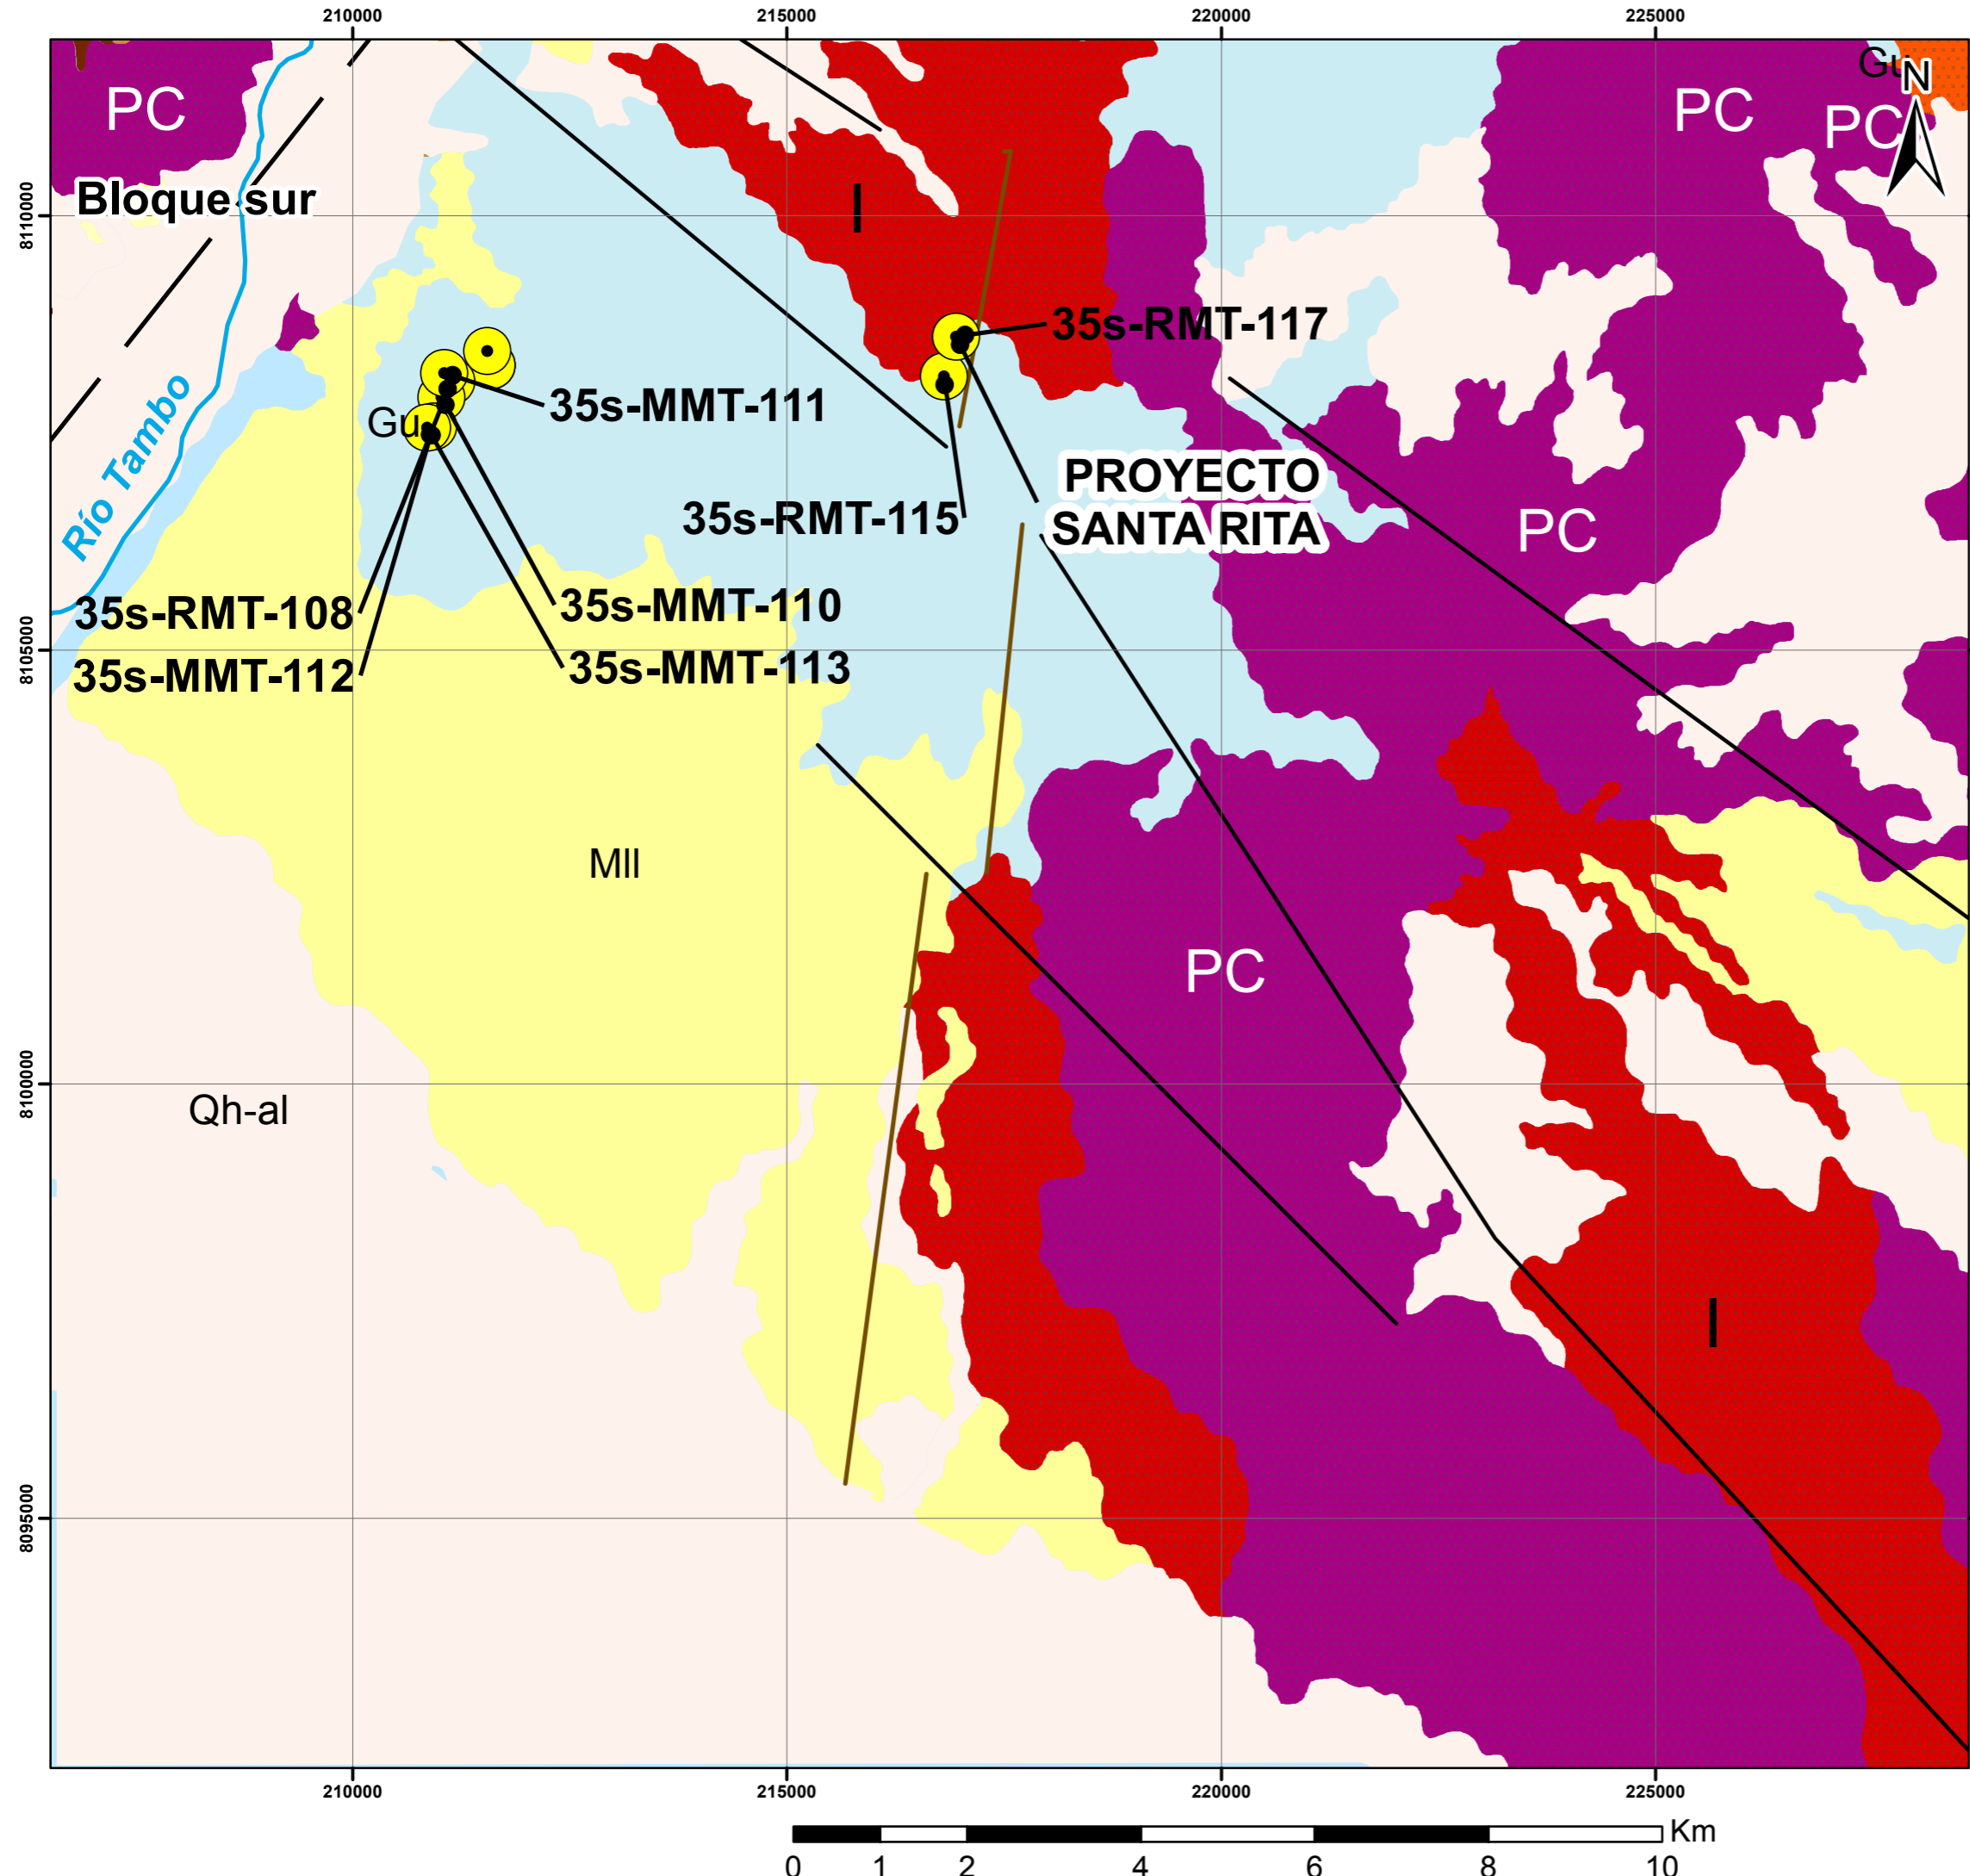 210000
215000
220000
225000
PC
Gu
N
PC
PC
8110000
Bloque sur
I
35s-RMT-117
Río Tambo
35s-MMT-111
Gu
PROYECTO
SANTA RITA
35s-RMT-115
PC
35s-RMT-108
35s-MMT-110
8105000
35s-MMT-112
35s-MMT-113
Mll
PC
8100000
Qh-al
I
8095000
210000
215000
220000
225000
Km
0 1 2 4 6 8 10